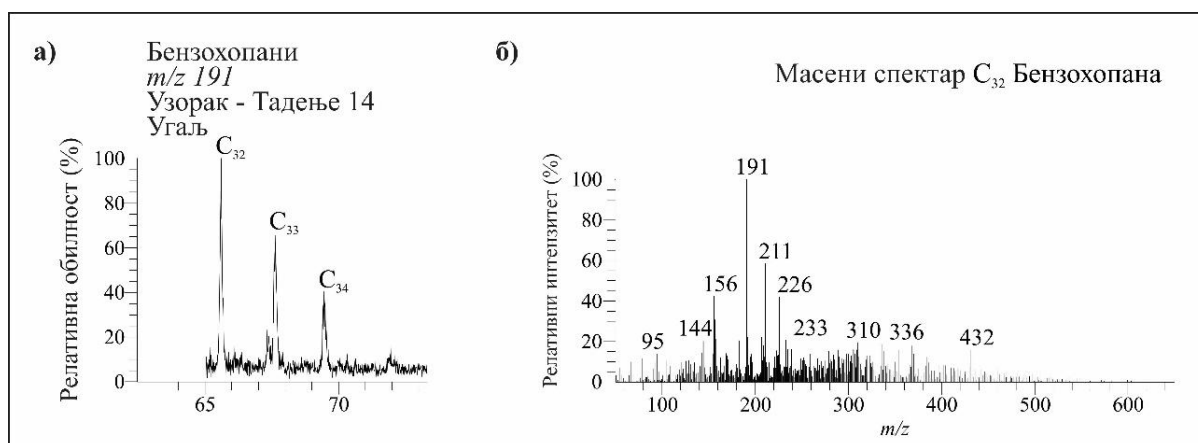 а)
Бензохопани
m/z 191
Узорак - Тадење 14
Угаљ
Релативна обилност (%)
100
80
60
40
20
0
C₃₂
C₃₃
C₃₄
65
70
б)
Масени спектар C₃₂ Бензохопана
Релативни интензитет (%)
100
80
60
40
20
0
191
211
156
226
144
95
233
310
336
432
100
200
300
400
500
600
m/z